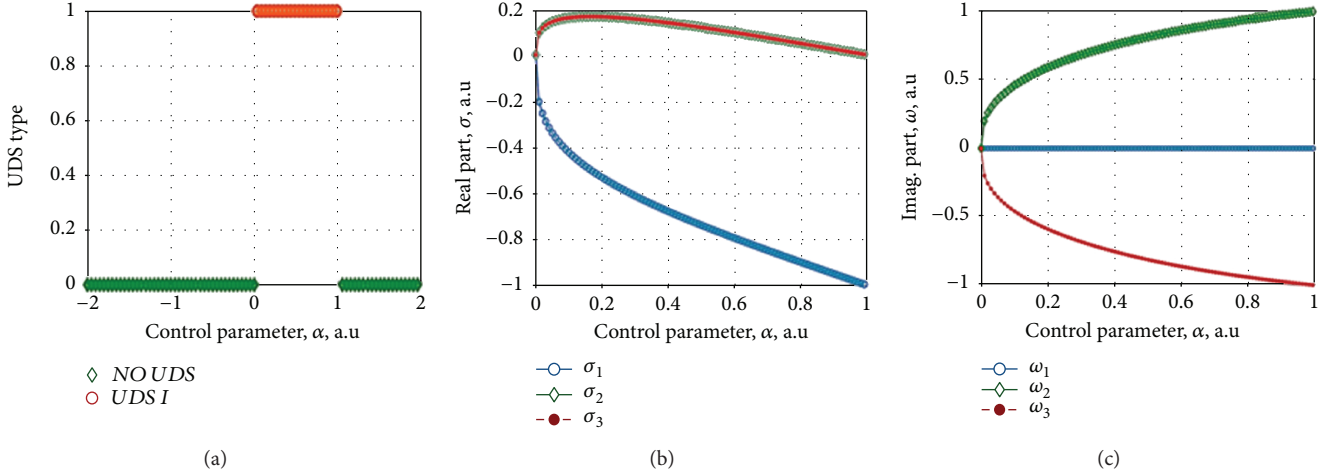 1
0.8
0.6
0.4
0.2
0
−2
−1
0
1
2
UDS type
Control parameter, α, a.u
NO UDS
UDS I
(a)
0.2
0
−0.2
−0.4
−0.6
−0.8
−1
0
0.2
0.4
0.6
0.8
1
Real part, σ, a.u
Control parameter, α, a.u
σ1
σ2
σ3
(b)
1
0.5
0
−0.5
−1
0
0.2
0.4
0.6
0.8
1
Imag. part, ω, a.u
Control parameter, α, a.u
ω1
ω2
ω3
(c)